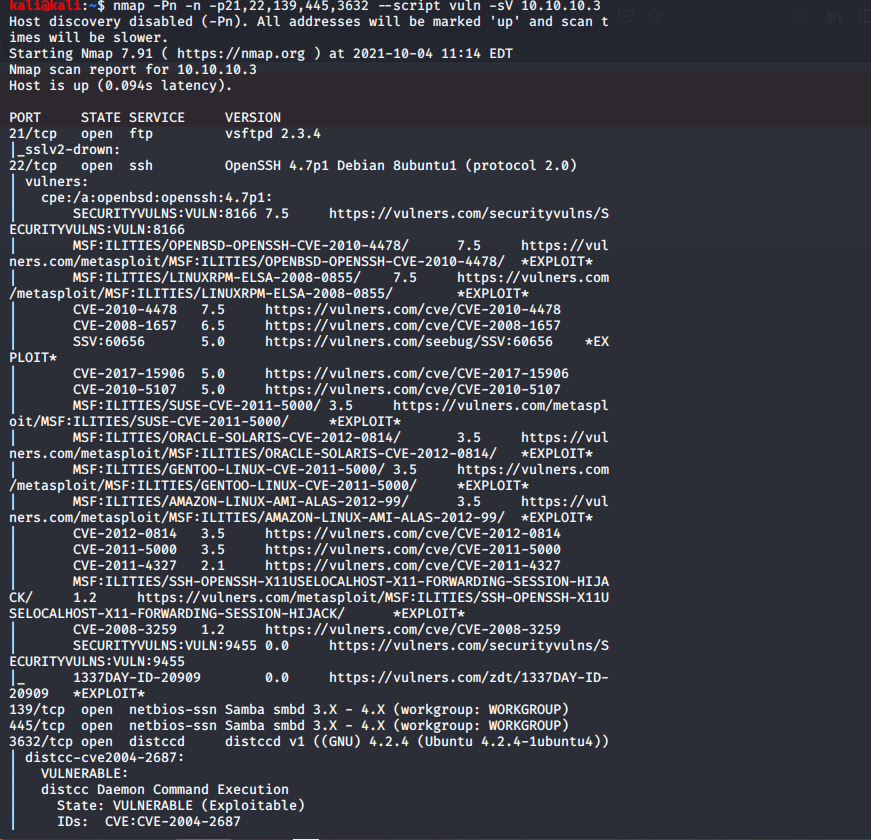 kali@kali:~$ nmap -Pn -n -p21,22,139,445,3632 --script vuln -sV 10.10.10.3
Host discovery disabled (-Pn). All addresses will be marked 'up' and scan t
imes will be slower.
Starting Nmap 7.91 ( https://nmap.org ) at 2021-10-04 11:14 EDT
Nmap scan report for 10.10.10.3
Host is up (0.094s latency).

PORT     STATE SERVICE     VERSION
21/tcp   open  ftp         vsftpd 2.3.4
|_sslv2-drown:
22/tcp   open  ssh         OpenSSH 4.7p1 Debian 8ubuntu1 (protocol 2.0)
| vulners:
|   cpe:/a:openbsd:openssh:4.7p1:
|       SECURITYVULNS:VULN:8166 7.5     https://vulners.com/securityvulns/S
ECURITYVULNS:VULN:8166
|       MSF:ILITIES/OPENBSD-OPENSSH-CVE-2010-4478/      7.5     https://vul
ners.com/metasploit/MSF:ILITIES/OPENBSD-OPENSSH-CVE-2010-4478/  *EXPLOIT*
|       MSF:ILITIES/LINUXRPM-ELSA-2008-0855/    7.5     https://vulners.com
/metasploit/MSF:ILITIES/LINUXRPM-ELSA-2008-0855/        *EXPLOIT*
|       CVE-2010-4478   7.5     https://vulners.com/cve/CVE-2010-4478
|       CVE-2008-1657   6.5     https://vulners.com/cve/CVE-2008-1657
|       SSV:60656       5.0     https://vulners.com/seebug/SSV:60656    *EX
PLOIT*
|       CVE-2017-15906  5.0     https://vulners.com/cve/CVE-2017-15906
|       CVE-2010-5107   5.0     https://vulners.com/cve/CVE-2010-5107
|       MSF:ILITIES/SUSE-CVE-2011-5000/ 3.5     https://vulners.com/metaspl
oit/MSF:ILITIES/SUSE-CVE-2011-5000/     *EXPLOIT*
|       MSF:ILITIES/ORACLE-SOLARIS-CVE-2012-0814/       3.5     https://vul
ners.com/metasploit/MSF:ILITIES/ORACLE-SOLARIS-CVE-2012-0814/   *EXPLOIT*
|       MSF:ILITIES/GENTOO-LINUX-CVE-2011-5000/ 3.5     https://vulners.com
/metasploit/MSF:ILITIES/GENTOO-LINUX-CVE-2011-5000/     *EXPLOIT*
|       MSF:ILITIES/AMAZON-LINUX-AMI-ALAS-2012-99/      3.5     https://vul
ners.com/metasploit/MSF:ILITIES/AMAZON-LINUX-AMI-ALAS-2012-99/  *EXPLOIT*
|       CVE-2012-0814   3.5     https://vulners.com/cve/CVE-2012-0814
|       CVE-2011-5000   3.5     https://vulners.com/cve/CVE-2011-5000
|       CVE-2011-4327   2.1     https://vulners.com/cve/CVE-2011-4327
|       MSF:ILITIES/SSH-OPENSSH-X11USELOCALHOST-X11-FORWARDING-SESSION-HIJA
CK/     1.2     https://vulners.com/metasploit/MSF:ILITIES/SSH-OPENSSH-X11U
SELOCALHOST-X11-FORWARDING-SESSION-HIJACK/      *EXPLOIT*
|       CVE-2008-3259   1.2     https://vulners.com/cve/CVE-2008-3259
|       SECURITYVULNS:VULN:9455 0.0     https://vulners.com/securityvulns/S
ECURITYVULNS:VULN:9455
|_      1337DAY-ID-20909        0.0     https://vulners.com/zdt/1337DAY-ID-
20909   *EXPLOIT*
139/tcp  open  netbios-ssn Samba smbd 3.X - 4.X (workgroup: WORKGROUP)
445/tcp  open  netbios-ssn Samba smbd 3.X - 4.X (workgroup: WORKGROUP)
3632/tcp open  distccd     distccd v1 ((GNU) 4.2.4 (Ubuntu 4.2.4-1ubuntu4))
| distcc-cve2004-2687:
|   VULNERABLE:
|   distcc Daemon Command Execution
|     State: VULNERABLE (Exploitable)
|     IDs:  CVE:CVE-2004-2687